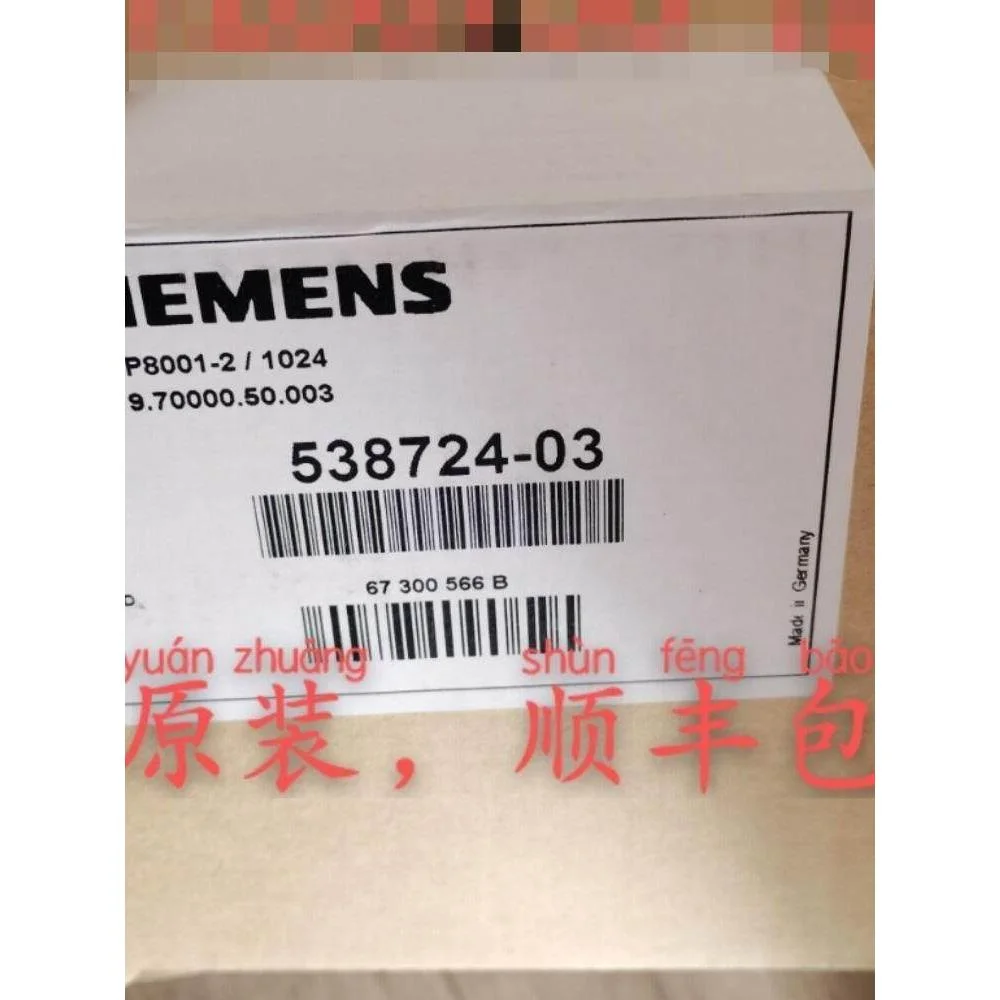 IEMENS
P8001-2 / 1024
9.70000.50.003
538724-03
67 300 566 B
Made in Germany
yuán zhuāng shùn fēng bāo
原装，顺丰包